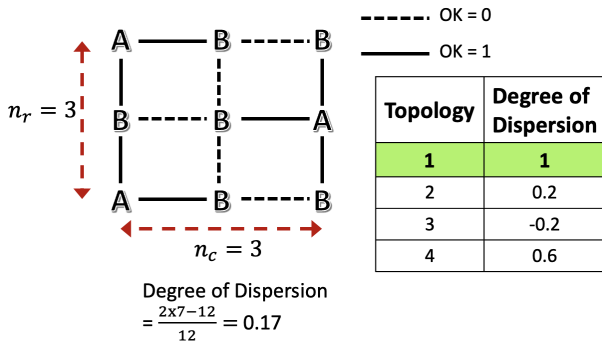 A B B
B B A
A B B
n_r = 3
n_c = 3
Degree of Dispersion
= \frac{2x7−12}{12} = 0.17
OK = 0
OK = 1
Topology Degree of Dispersion
1 1
2 0.2
3 -0.2
4 0.6